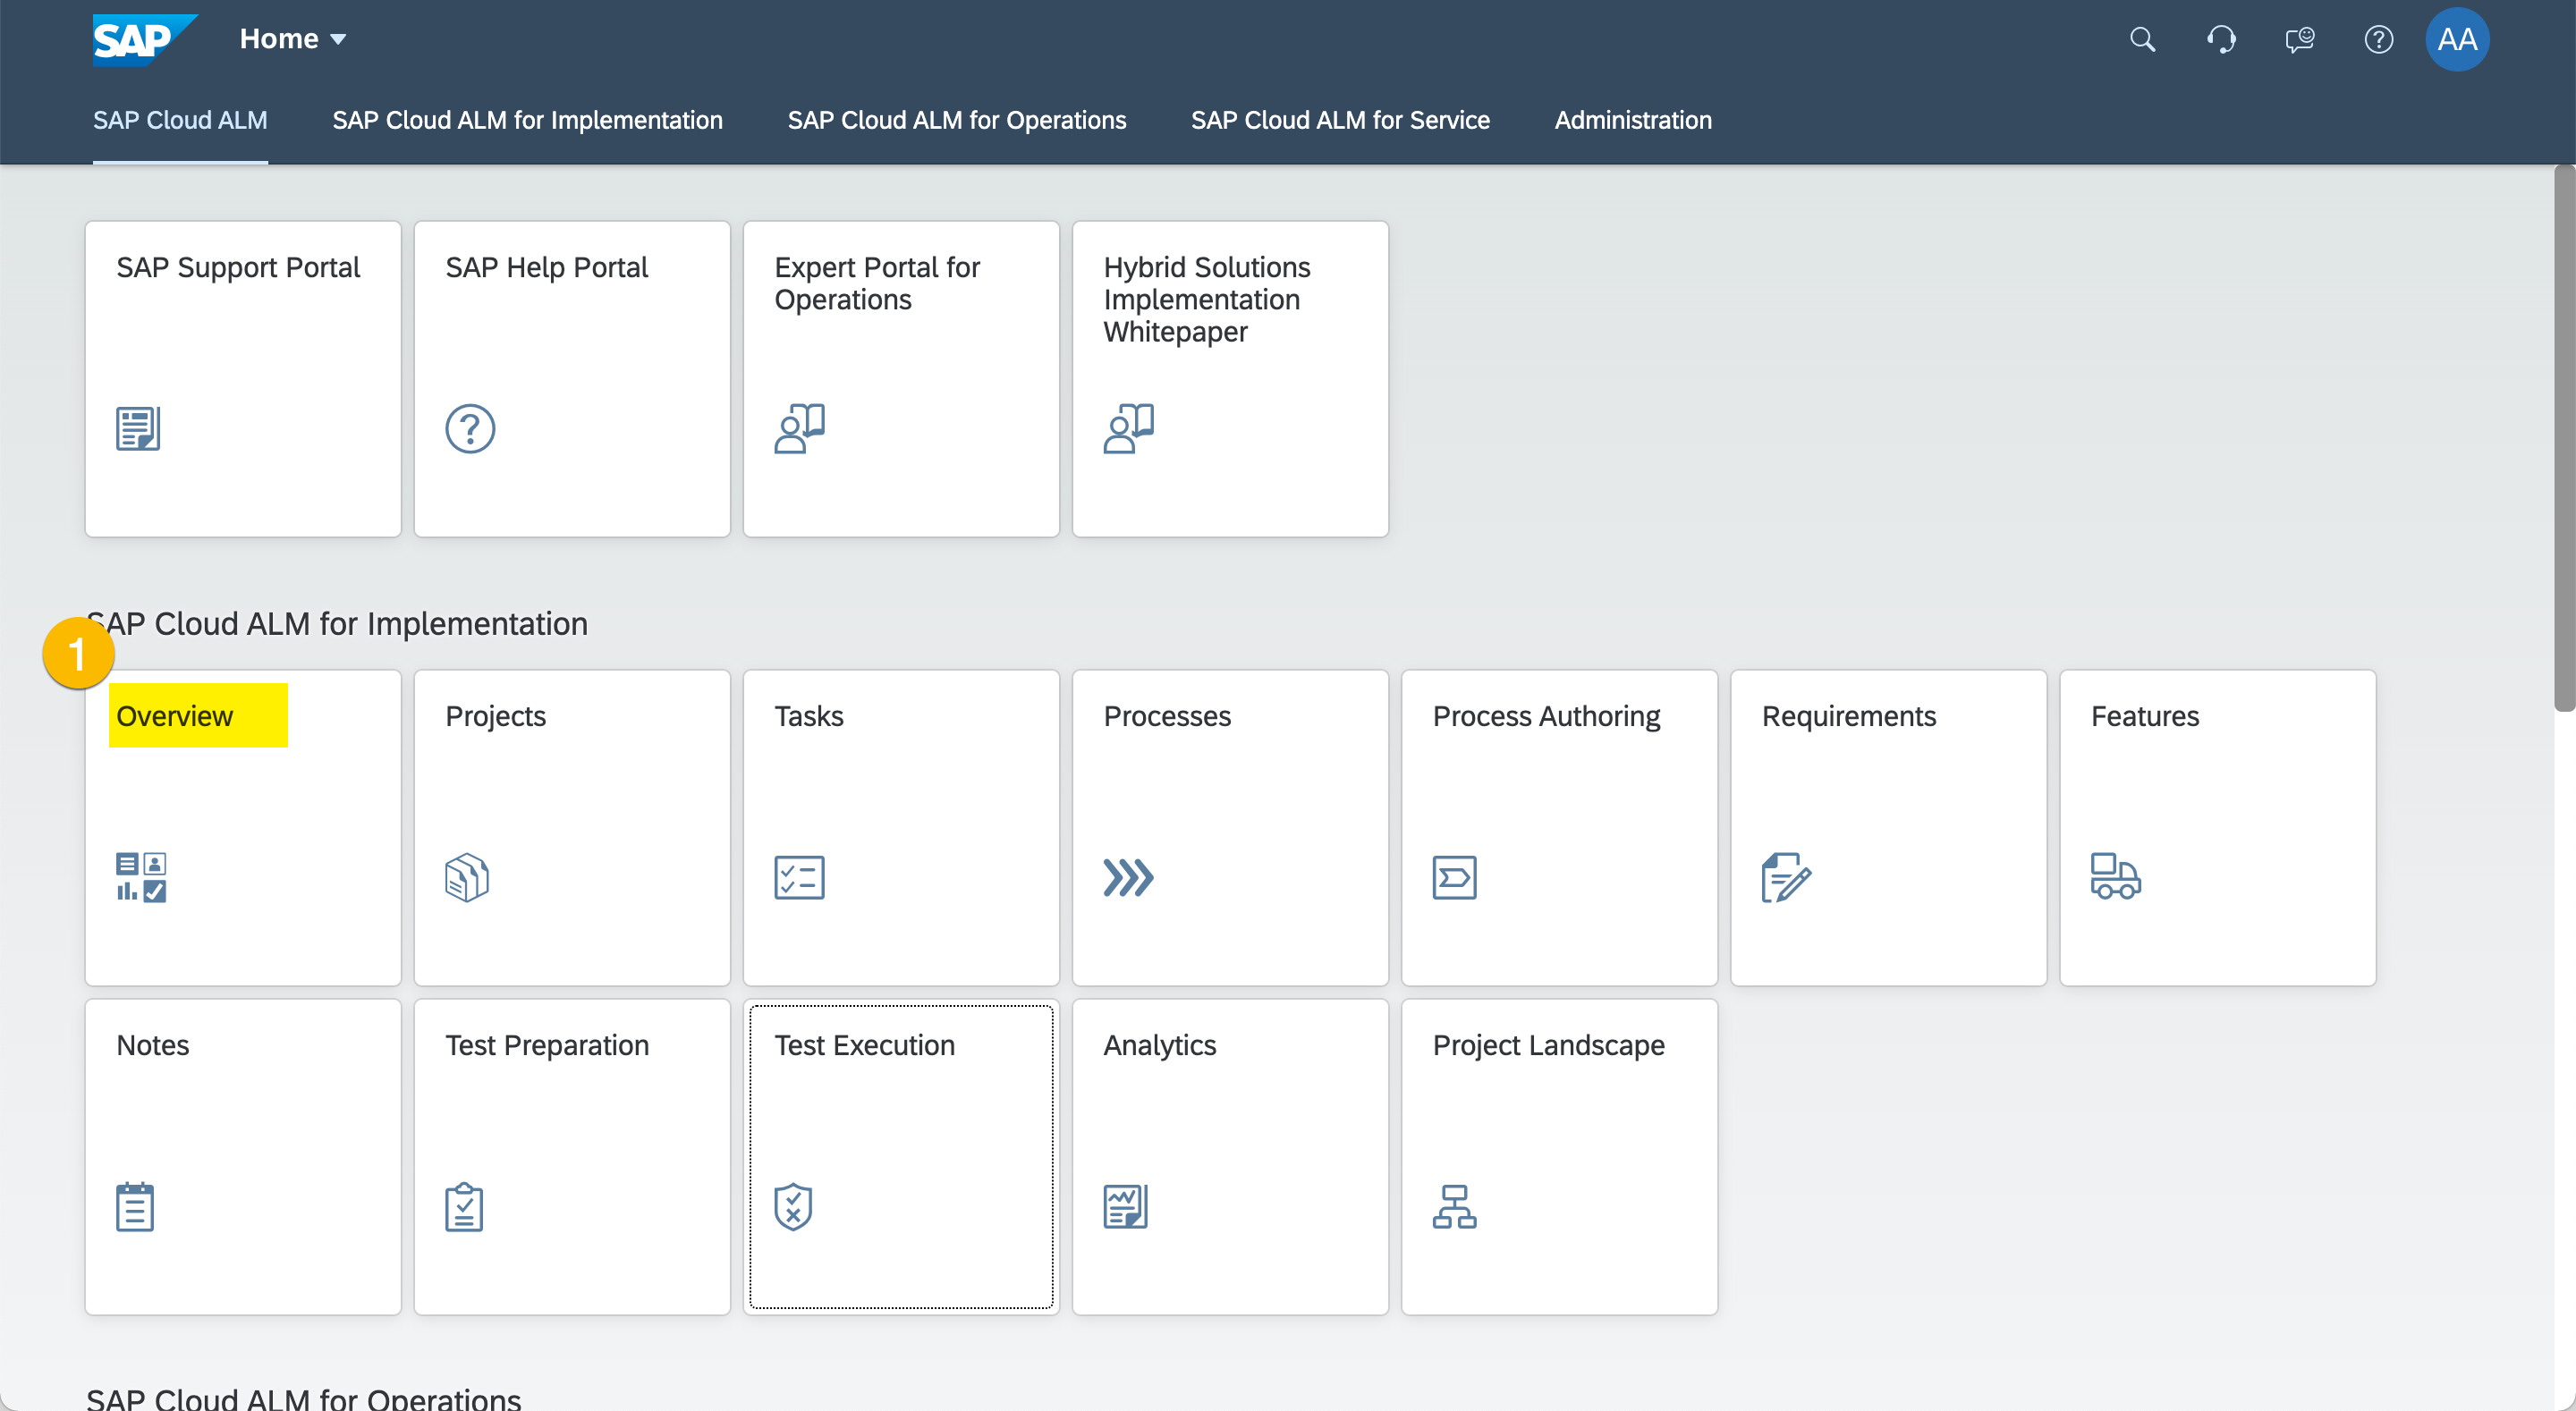 SAP Home
AA
SAP Cloud ALM SAP Cloud ALM for Implementation SAP Cloud ALM for Operations SAP Cloud ALM for Service Administration
SAP Support Portal
SAP Help Portal
Expert Portal for
Operations
Hybrid Solutions
Implementation
Whitepaper
SAP Cloud ALM for Implementation
1
Overview
Projects
Tasks
Processes
Process Authoring
Requirements
Features
Notes
Test Preparation
Test Execution
Analytics
Project Landscape
SAP Cloud ALM for Operations